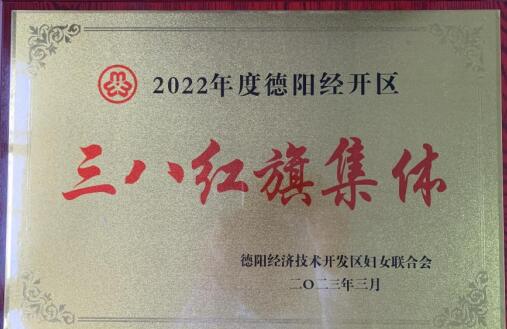 2022年度德阳经开区
三八红旗集体
德阳经济技术开发区妇女联合会
二〇二三年三月